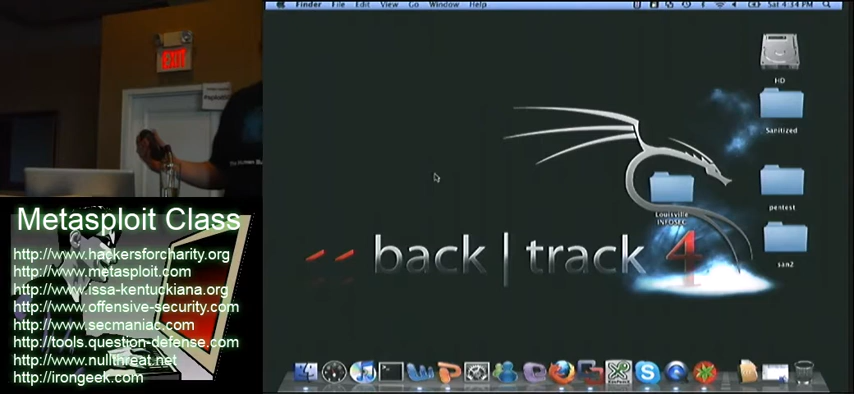 EXIT
Metasploit Class
http://www.hackersforcharity.org
http://www.metasploit.com
http://www.issa-kentuckiana.org
http://www.offensive-security.com
http://www.secmaniac.com
http://tools.question-defense.com
http://www.nullthreat.net
http://irongeek.com
Finder File Edit View Go Window Help
Sat 4:34 PM
HD
Sanitized
pentest
Louisville
INFOSEC
san2
back | track 4